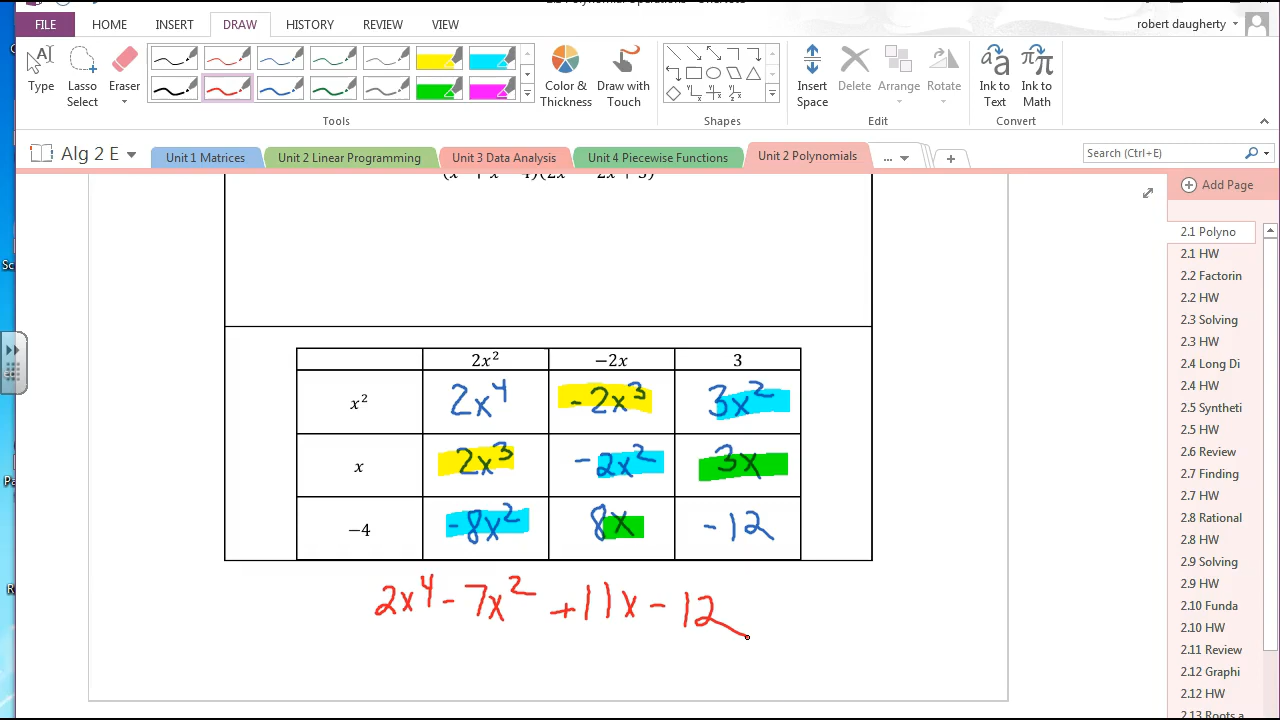 FILE HOME INSERT DRAW HISTORY REVIEW VIEW robert daugherty
Type Lasso Select Eraser Color & Thickness Draw with Touch Insert Space Delete Arrange Rotate Ink to Text Ink to Math
Tools Shapes Edit Convert
Alg 2 E Unit 1 Matrices Unit 2 Linear Programming Unit 3 Data Analysis Unit 4 Piecewise Functions Unit 2 Polynomials ... Search (Ctrl+E)
Add Page
2.1 Polyno
2.1 HW
2.2 Factorin
2.2 HW
2.3 Solving
2.3 HW
2.4 Long Di
2.4 HW
2.5 Syntheti
2.5 HW
2.6 Review
2.7 Finding
2.7 HW
2.8 Rational
2.8 HW
2.9 Solving
2.9 HW
2.10 Funda
2.10 HW
2.11 Review
2.12 Graphi
2.12 HW
2.13 Roots a
2x² −2x 3
x² 2x⁴ -2x³ 3x²
x 2x³ -2x² 3x
−4 -8x² 8x -12
2x⁴ - 7x² + 11x - 12